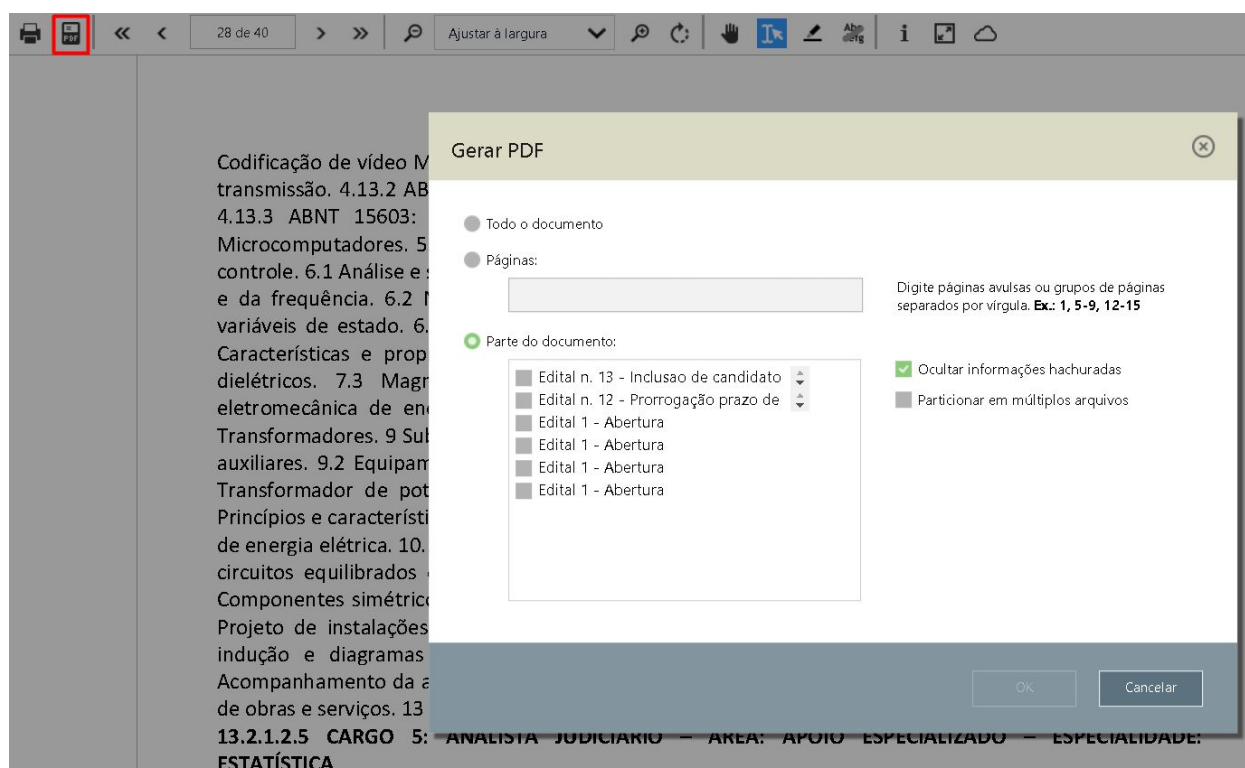 PDF
28 de 40
Ajustar à largura
Abc
defg
i
Codificação de vídeo M
transmissão. 4.13.2 AB
4.13.3 ABNT 15603:
Microcomputadores. 5
controle. 6.1 Análise e s
e da frequência. 6.2
variáveis de estado. 6.
Características e prop
dielétricos. 7.3 Magn
eletromecânica de ene
Transformadores. 9 Sub
auxiliares. 9.2 Equipam
Transformador de pot
Princípios e característi
de energia elétrica. 10.
circuitos equilibrados
Componentes simétric
Projeto de instalações
indução e diagramas
Acompanhamento da a
de obras e serviços. 13
13.2.1.2.5 CARGO 5: ANALISTA JUDICIÁRIO – ÁREA: APOIO ESPECIALIZADO – ESPECIALIDADE:
ESTATÍSTICA
Gerar PDF
Todo o documento
Páginas:
Digite páginas avulsas ou grupos de páginas
separados por vírgula. Ex.: 1, 5-9, 12-15
Parte do documento:
Edital n. 13 - Inclusao de candidato
Edital n. 12 - Prorrogação prazo de
Edital 1 - Abertura
Edital 1 - Abertura
Edital 1 - Abertura
Edital 1 - Abertura
Ocultar informações hachuradas
Particionar em múltiplos arquivos
OK
Cancelar